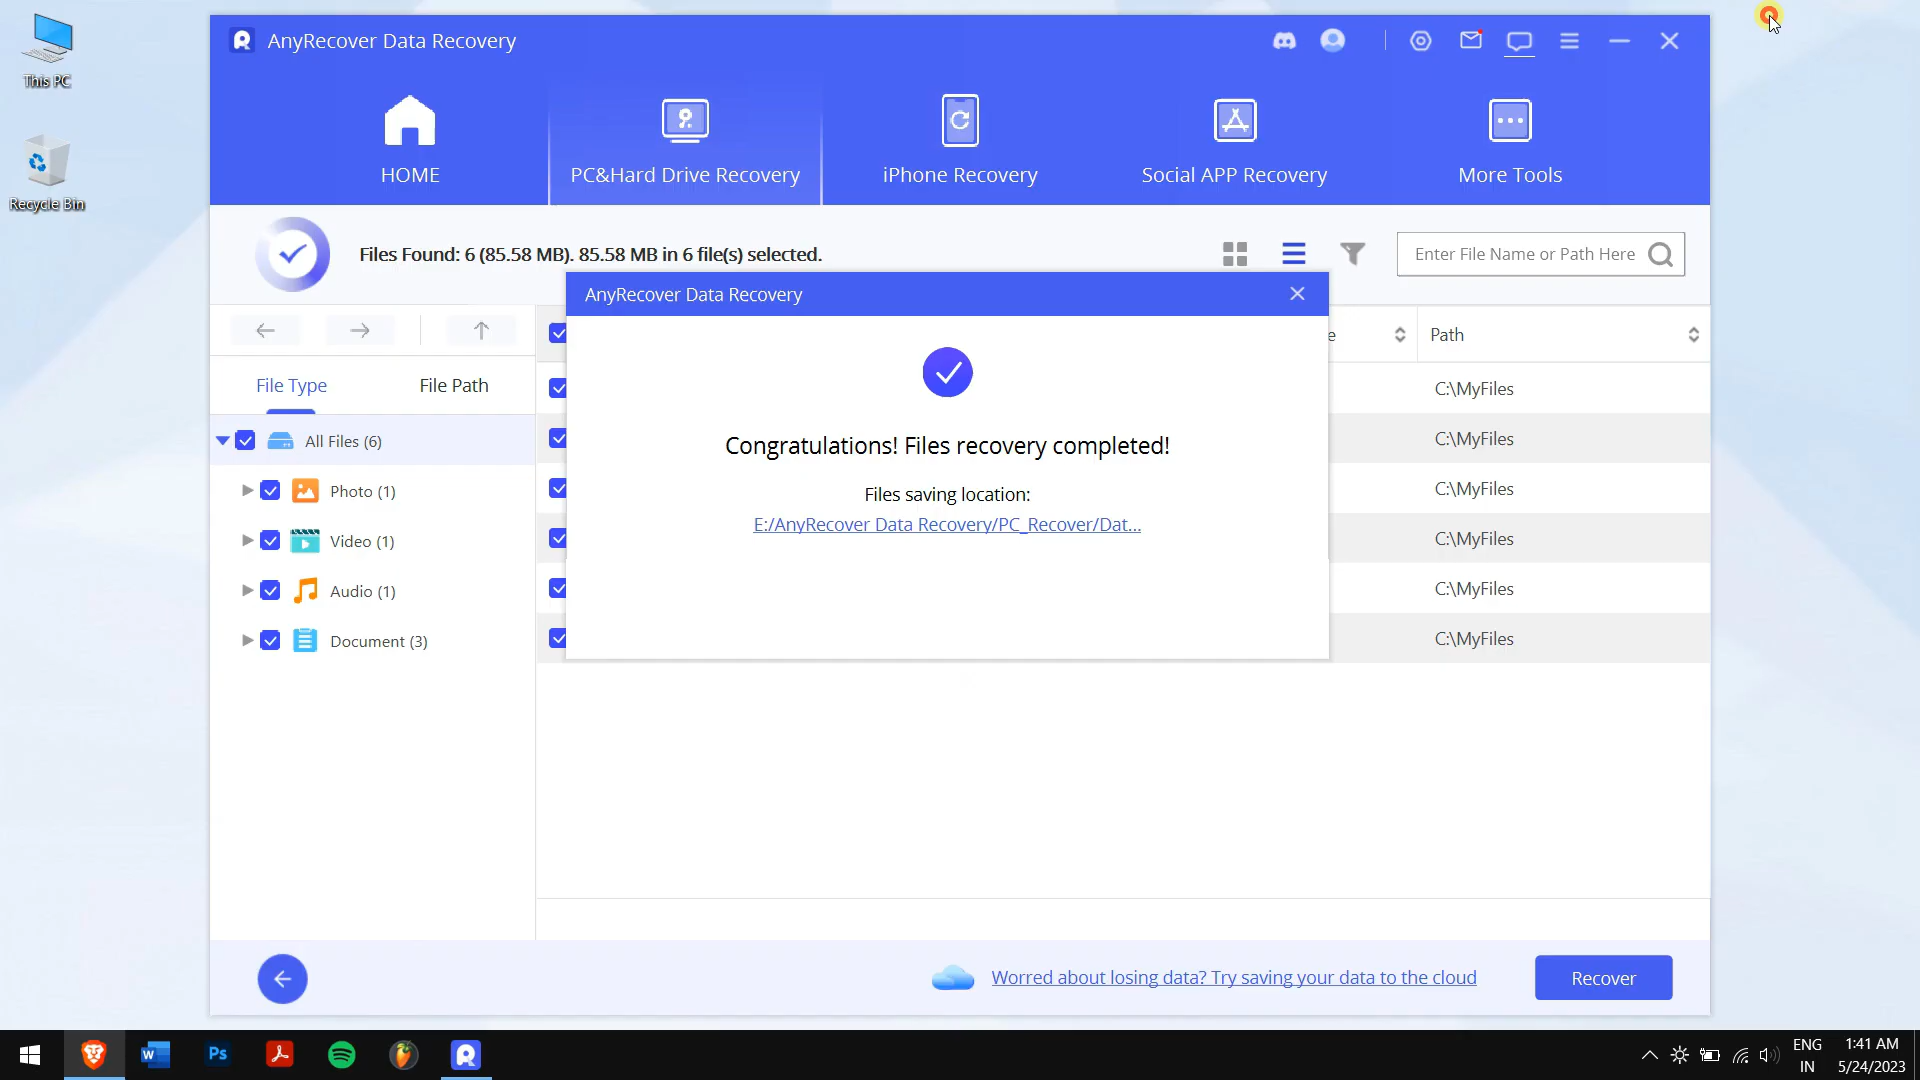 This PC
Recycle Bin
AnyRecover Data Recovery
HOME
PC&Hard Drive Recovery
iPhone Recovery
Social APP Recovery
More Tools
Files Found: 6 (85.58 MB). 85.58 MB in 6 file(s) selected.
Enter File Name or Path Here
AnyRecover Data Recovery
e
Path
Congratulations! Files recovery completed!
Files saving location:
E:/AnyRecover Data Recovery/PC_Recover/Dat...
File Type
File Path
All Files (6)
Photo (1)
Video (1)
Audio (1)
Document (3)
C:\MyFiles
C:\MyFiles
C:\MyFiles
C:\MyFiles
C:\MyFiles
C:\MyFiles
Worred about losing data? Try saving your data to the cloud
Recover
W
Ps
ENG
IN
1:41 AM
5/24/2023